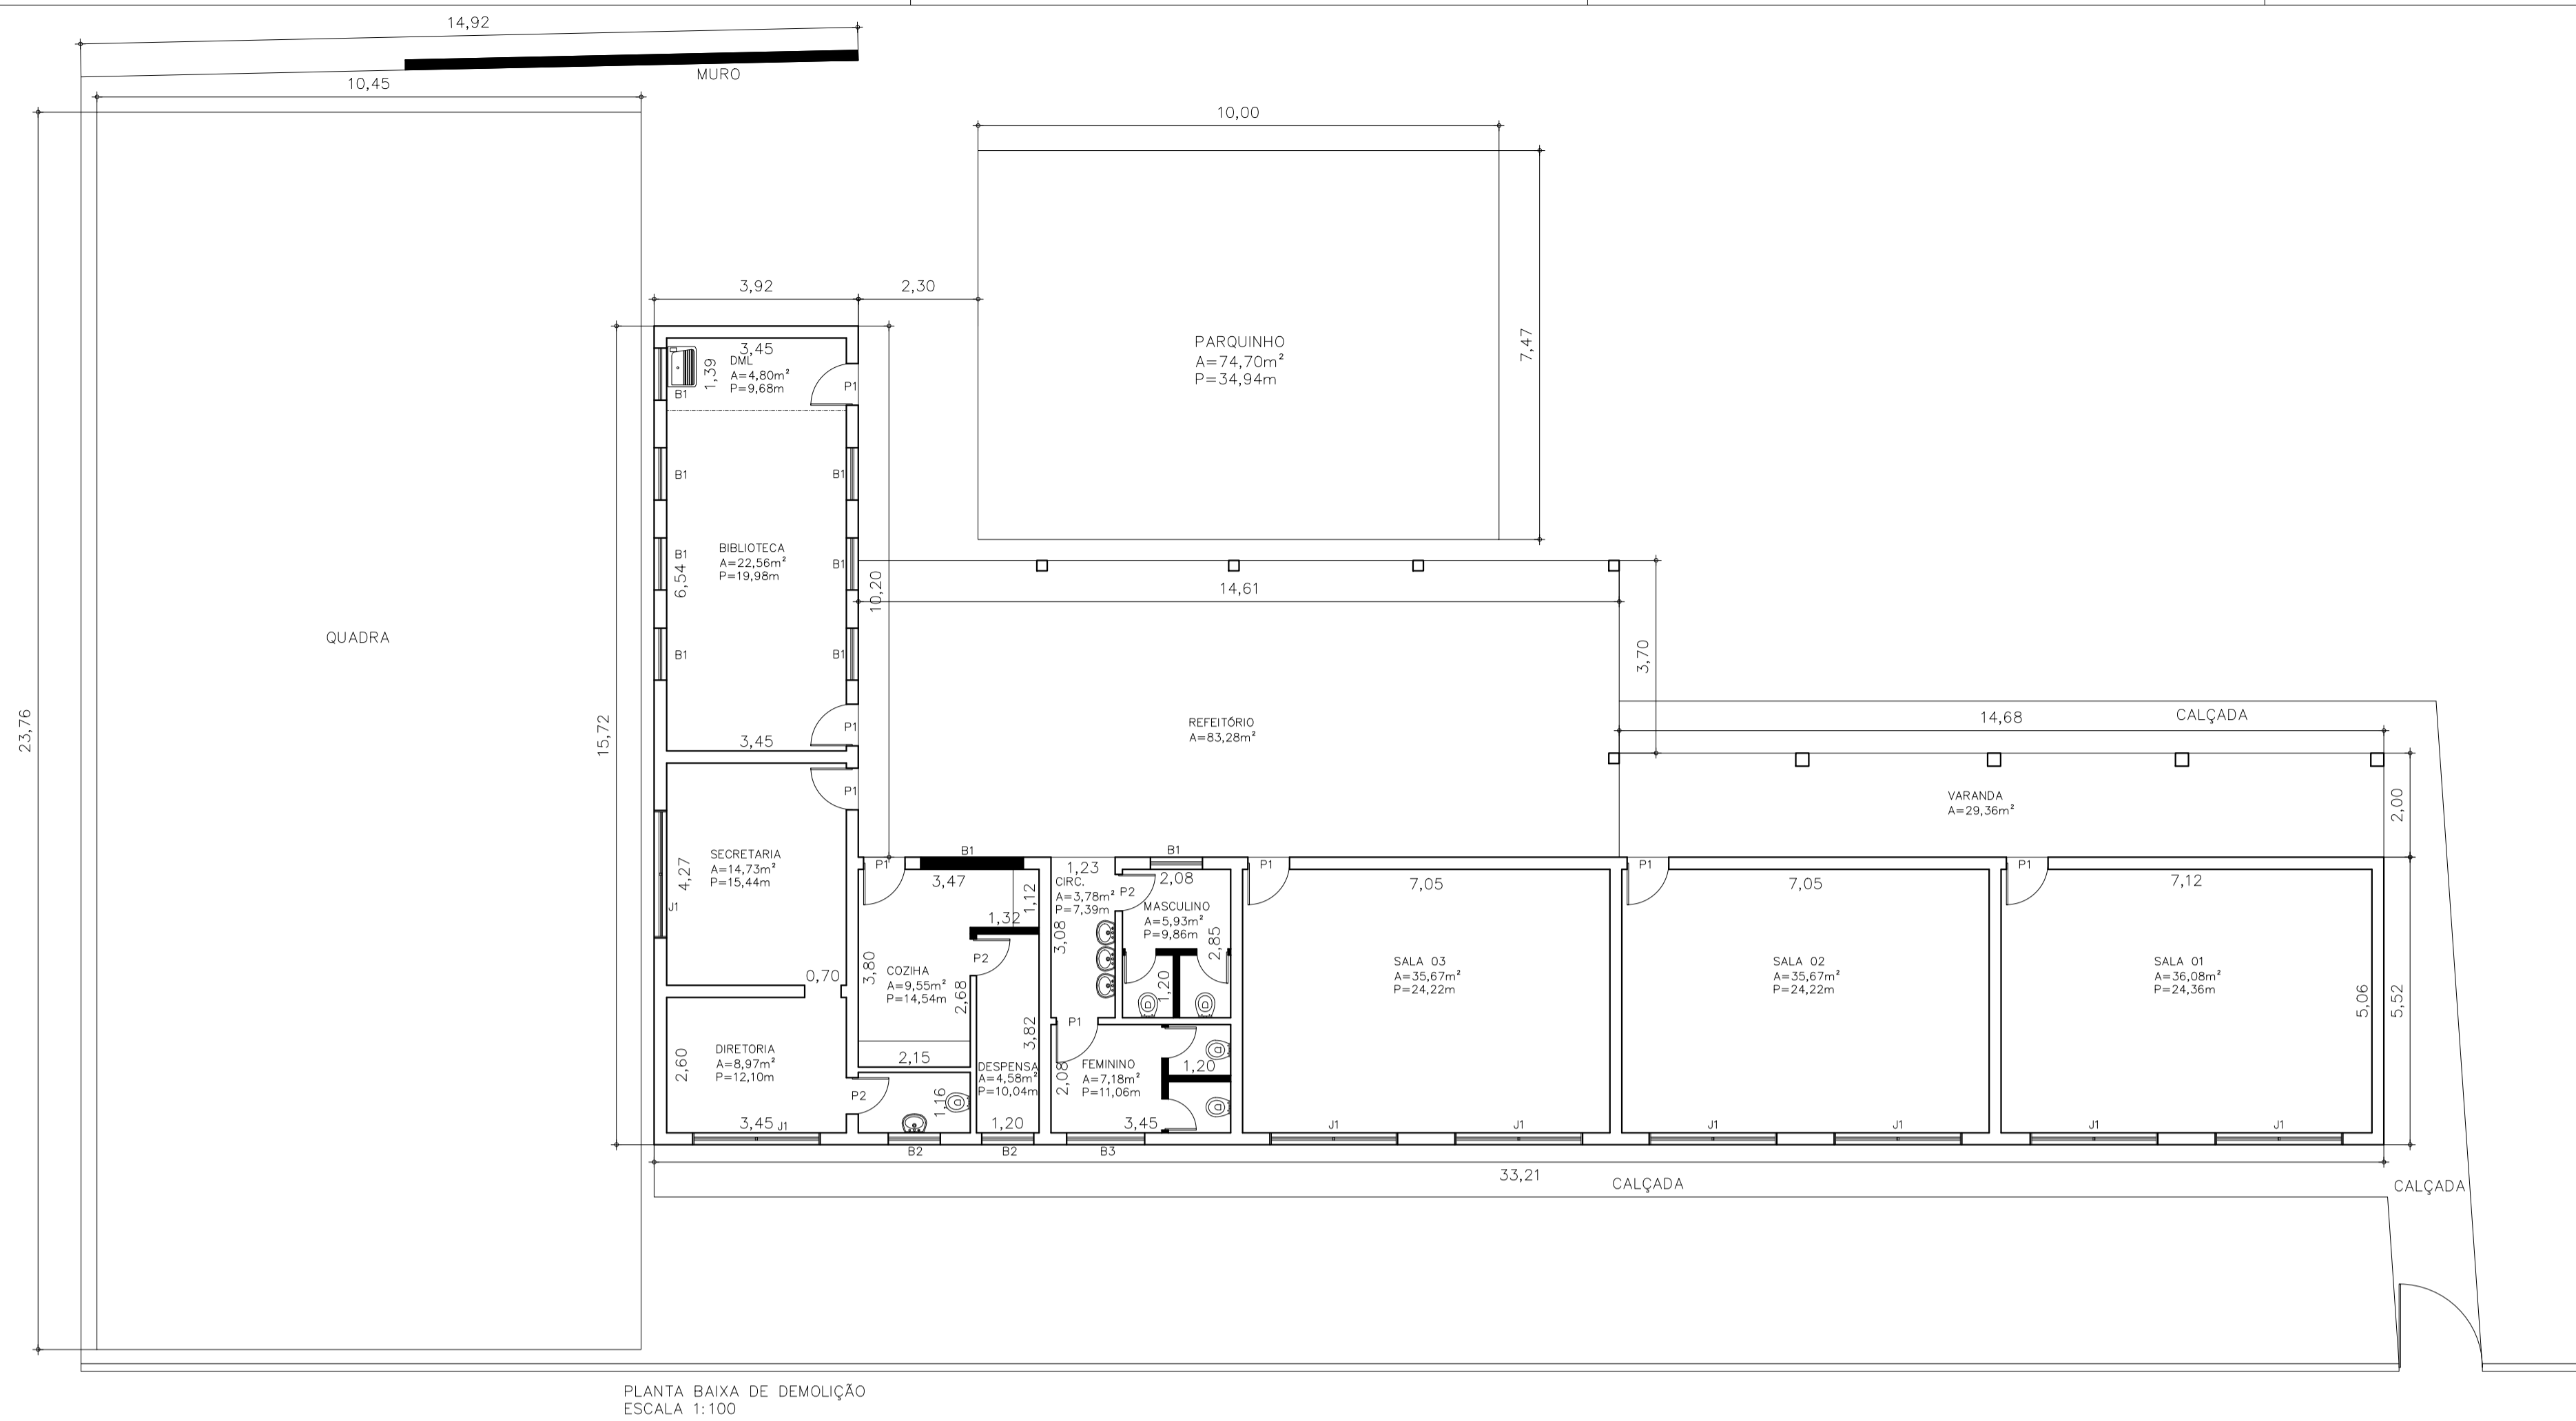 14,92
MURO
10,45
10,00
3,92
2,30
PARQUINHO
A=74,70m²
P=34,94m
7,47
3,45
DML
A=4,80m²
P=9,68m
1,39
P1
B1
B1
B1
BIBLIOTECA
A=22,56m²
P=19,98m
B1
6,54
B1
10,20
14,61
QUADRA
B1
B1
3,70
23,76
15,72
3,45
P1
REFEITÓRIO
A=83,28m²
14,68
CALÇADA
P1
VARANDA
A=29,36m²
2,00
SECRETARIA
A=14,73m²
P=15,44m
4,27
J1
B1
P1
3,47
1,12
1,32
1,23
CIRC.
A=3,78m²
P=7,39m
3,08
B1
P2
2,08
MASCULINO
A=5,93m²
P=9,86m
2,85
1,20
P1
7,05
P1
7,05
P1
7,12
0,70
3,80
COZIHA
A=9,55m²
P=14,54m
2,68
P2
3,82
SALA 03
A=35,67m²
P=24,22m
SALA 02
A=35,67m²
P=24,22m
SALA 01
A=36,08m²
P=24,36m
5,06
5,52
P1
DIRETORIA
A=8,97m²
P=12,10m
2,60
2,15
DESPENSA
A=4,58m²
P=10,04m
FEMININO
A=7,18m²
P=11,06m
2,08
1,20
P2
1,16
3,45
J1
1,20
3,45
J1
J1
J1
J1
J1
J1
B2
B2
B3
33,21
CALÇADA
CALÇADA
PLANTA BAIXA DE DEMOLIÇÃO
ESCALA 1:100